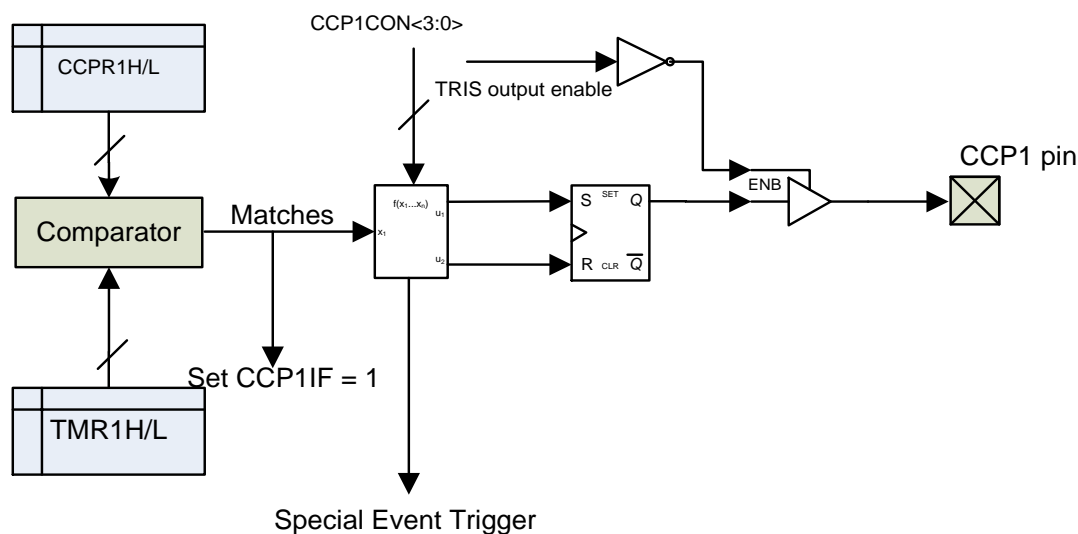 CCP1CON<3:0>
CCPR1H/L
TRIS output enable
CCP1 pin
ENB
f(x₁...xₙ)
u₁
x₁
u₂
S SET Q
R CLR Q̅
Matches
Comparator
Set CCP1IF = 1
TMR1H/L
Special Event Trigger